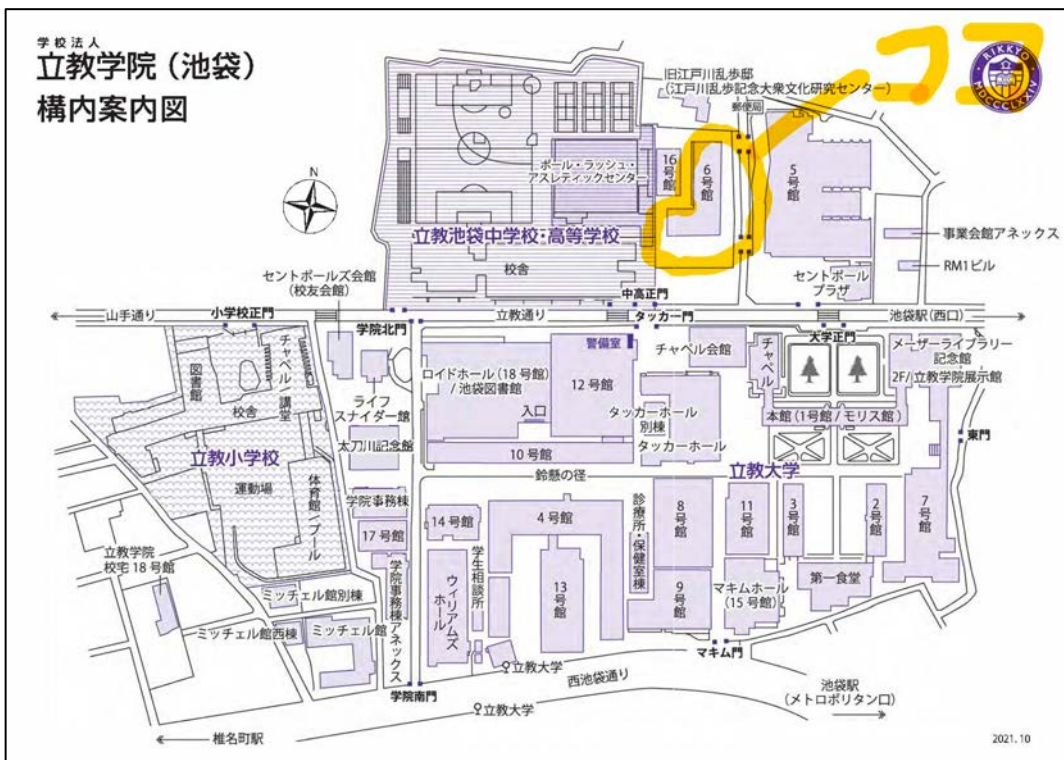 学校法人
立教学院（池袋）
構内案内図
ココ
RIKKYO
MDCCCLXXIV
旧江戸川乱歩邸
（江戸川乱歩記念大衆文化研究センター）
郵便局
N
ポール・ラッシュ・
アスレティックセンター
16号館
6号館
5号館
立教池袋中学校・高等学校
事業会館アネックス
セントポールズ会館
（校友会館）
校舎
セントポール
プラザ
RM1ビル
中高正門
山手通り
小学校正門
学院北門
立教通り
タッカー門
大学正門
池袋駅（西口）
図書館
チャペル/講堂
校舎
ライフ
スナイダー館
ロイドホール（18号館）
/池袋図書館
警備室
12号館
入口
チャペル会館
チャペル
メーザーライブラリー
記念館
2F/立教学院展示館
タッカーホール
別棟
本館（1号館/モリス館）
太刀川記念館
タッカーホール
東門
立教小学校
10号館
立教大学
運動場
体育館/プール
鈴懸の径
学院事務棟
14号館
4号館
診療所・保健室棟
8号館
11号館
3号館
2号館
7号館
17号館
立教学院
校宅18号館
学院事務棟アネックス
ウィリアムズ
ホール
学生相談所
13号館
9号館
マキムホール
（15号館）
第一食堂
ミッチェル館別棟
ミッチェル館西棟
ミッチェル館
マキム門
立教大学
学院南門
西池袋通り
立教大学
池袋駅
（メトロポリタン口）
椎名町駅
2021.10